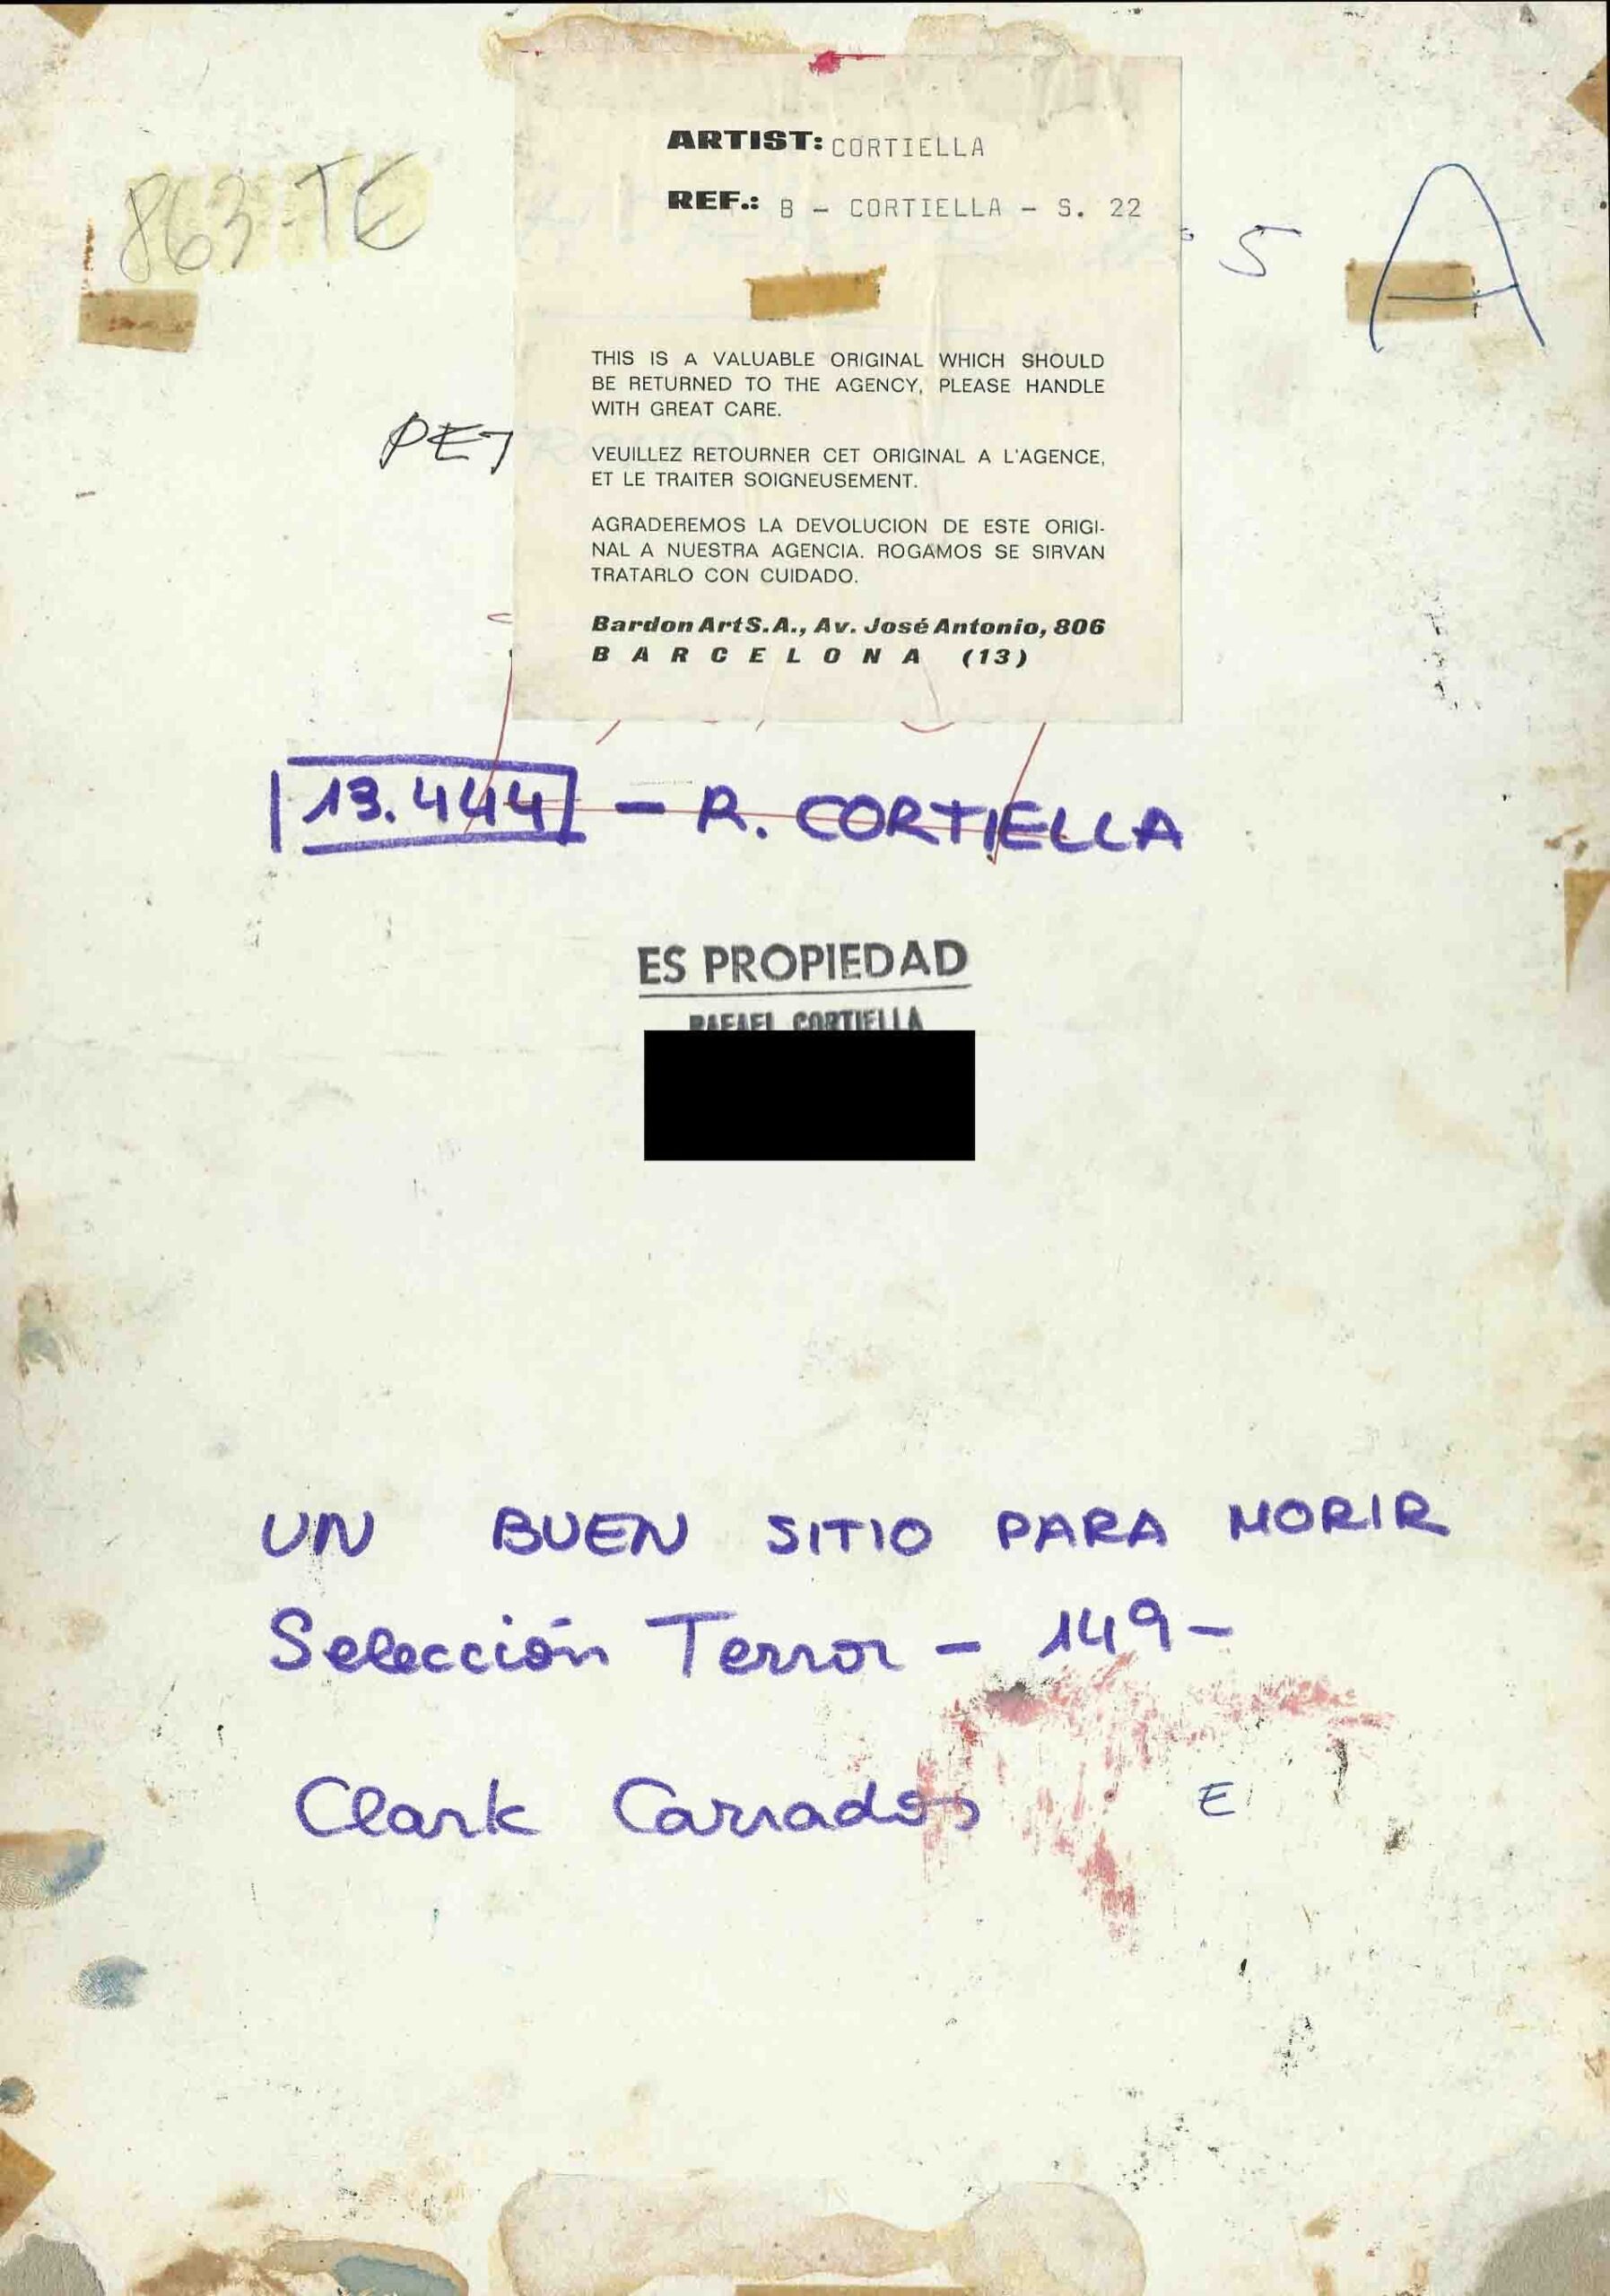 ARTIST: CORTIELLA
REF.: B - CORTIELLA - S. 22
863-TE
5
A
THIS IS A VALUABLE ORIGINAL WHICH SHOULD
BE RETURNED TO THE AGENCY, PLEASE HANDLE
WITH GREAT CARE.
PET
VEUILLEZ RETOURNER CET ORIGINAL A L'AGENCE,
ET LE TRAITER SOIGNEUSEMENT.
AGRADEREMOS LA DEVOLUCION DE ESTE ORIGI-
NAL A NUESTRA AGENCIA. ROGAMOS SE SIRVAN
TRATARLO CON CUIDADO.
Bardon Art S.A., Av. José Antonio, 806
BARCELONA (13)
13.444 - R. CORTIELLA
ES PROPIEDAD
RAFAEL CORTIELLA
UN BUEN SITIO PARA MORIR
Selección Terror - 149 -
Clark Carrados
E